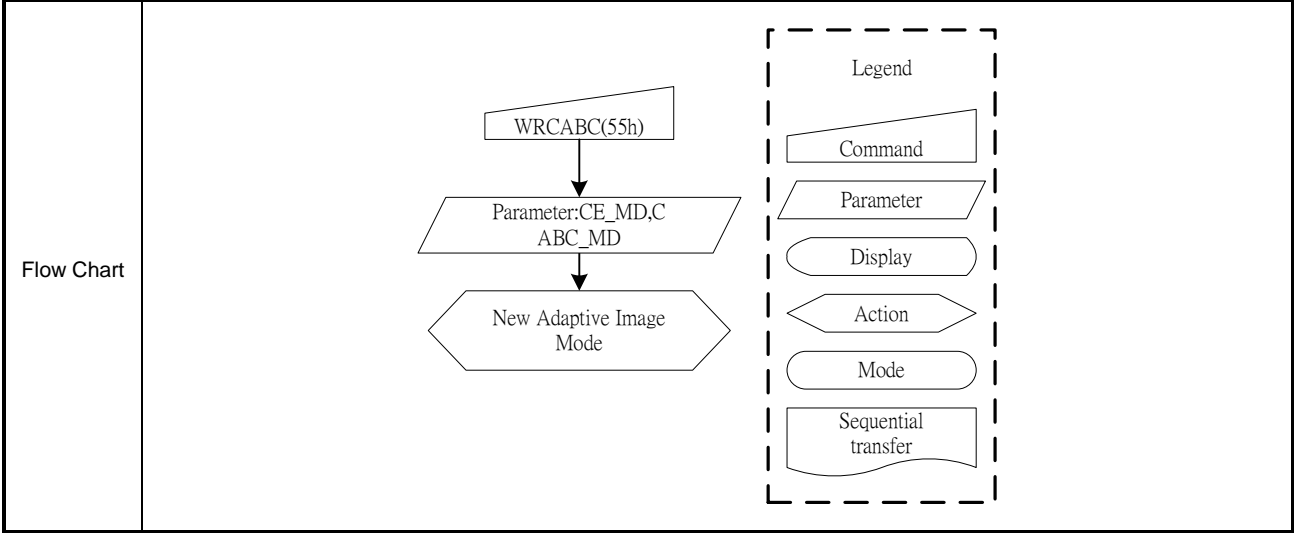 Flow Chart
WRCABC(55h)
Parameter:CE_MD,C
ABC_MD
New Adaptive Image
Mode
Legend
Command
Parameter
Display
Action
Mode
Sequential
transfer